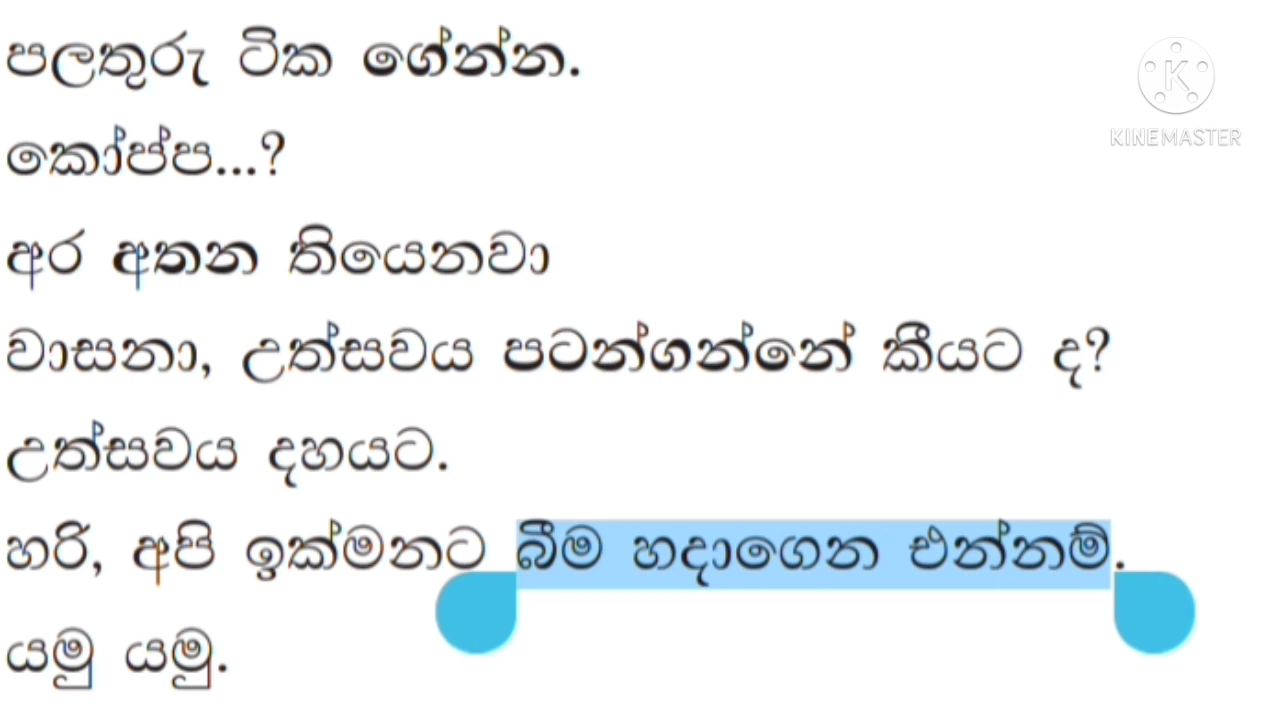 පලතුරු ටික ගේන්න.
KINEMASTER
කෝප්ප...?
අර අතන තියෙනවා
වාසනා, උත්සවය පටන්ගන්නේ කීයට ද?
උත්සවය දහයට.
හරි, අපි ඉක්මනට බීම හදාගෙන එන්නම්.
යමු යමු.